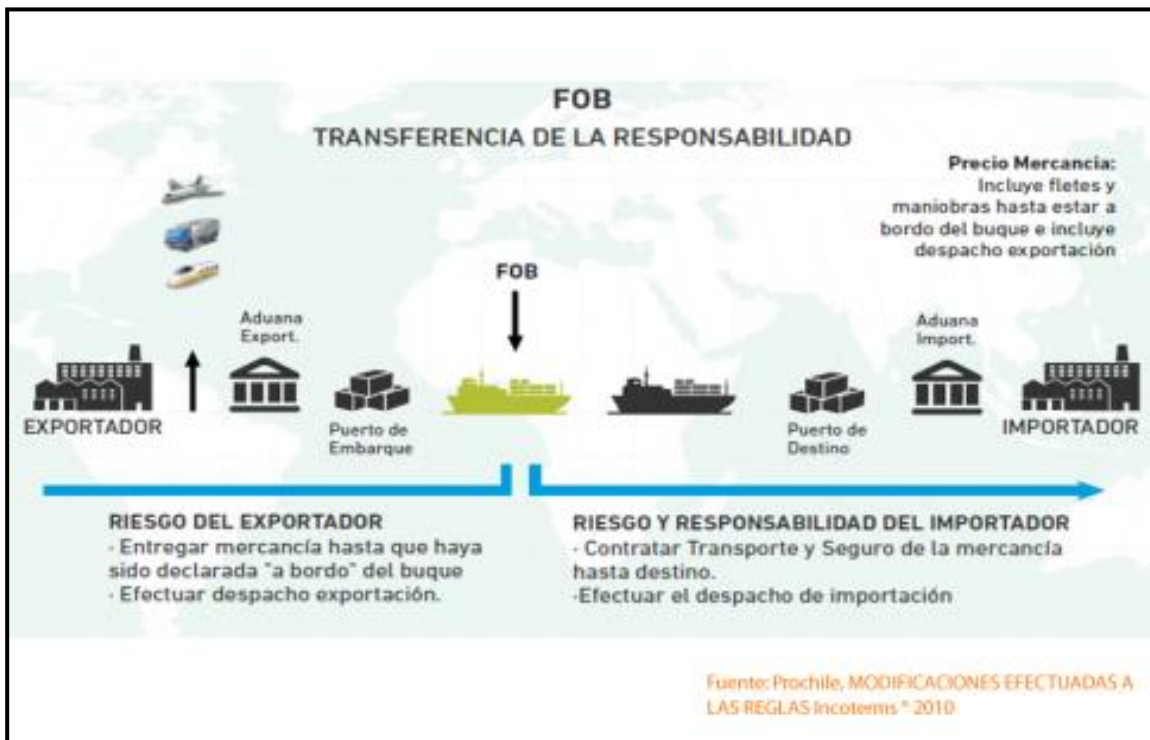 FOB
TRANSFERENCIA DE LA RESPONSABILIDAD
Precio Mercancia:
Incluye fletes y
maniobras hasta estar a
bordo del buque e incluye
despacho exportación
FOB
Aduana
Export.
Aduana
Import.
EXPORTADOR
Puerto de
Embarque
Puerto de
Destino
IMPORTADOR
RIESGO DEL EXPORTADOR
· Entregar mercancía hasta que haya
sido declarada "a bordo" del buque
· Efectuar despacho exportación.
RIESGO Y RESPONSABILIDAD DEL IMPORTADOR
· Contratar Transporte y Seguro de la mercancía
hasta destino.
·Efectuar el despacho de importación
Fuente: Prochile, MODIFICACIONES EFECTUADAS A
LAS REGLAS Incoterms ® 2010